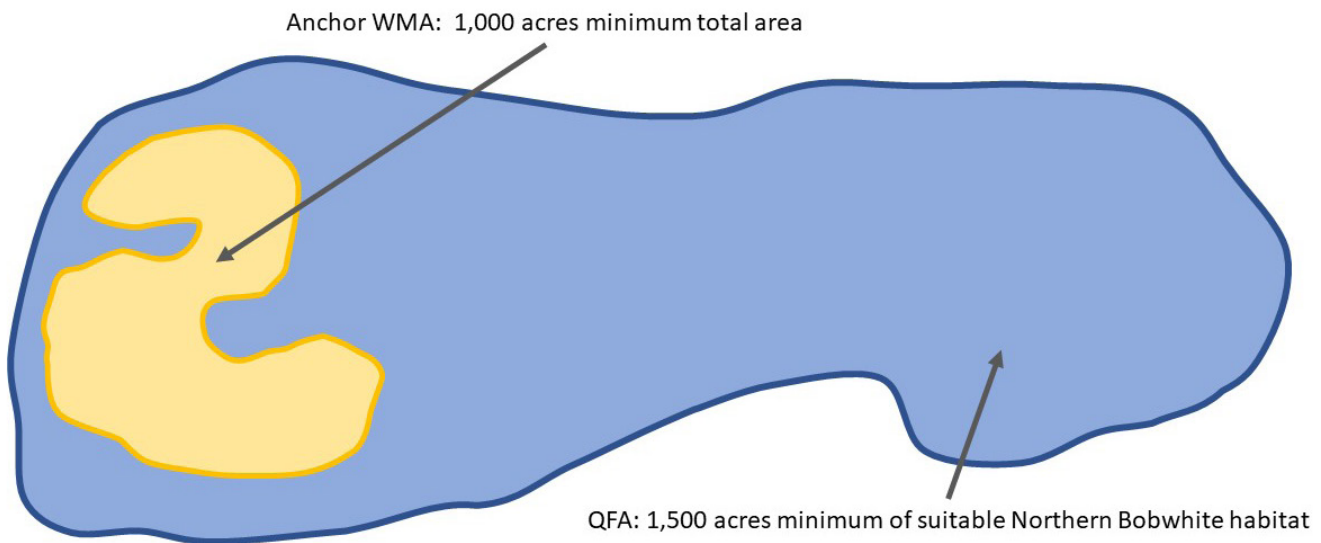 Anchor WMA: 1,000 acres minimum total area
QFA: 1,500 acres minimum of suitable Northern Bobwhite habitat